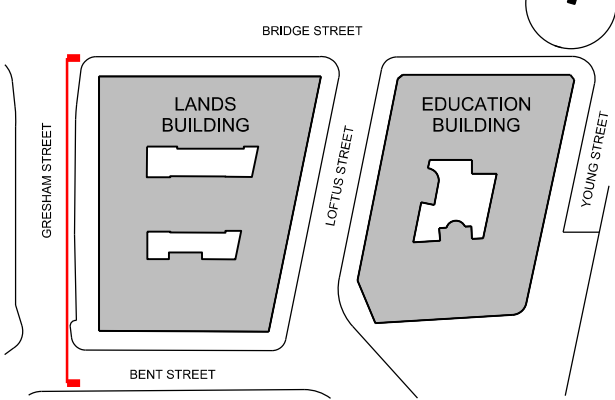 BRIDGE STREET
LANDS
BUILDING
EDUCATION
BUILDING
GRESHAM STREET
LOFTUS STREET
YOUNG STREET
BENT STREET